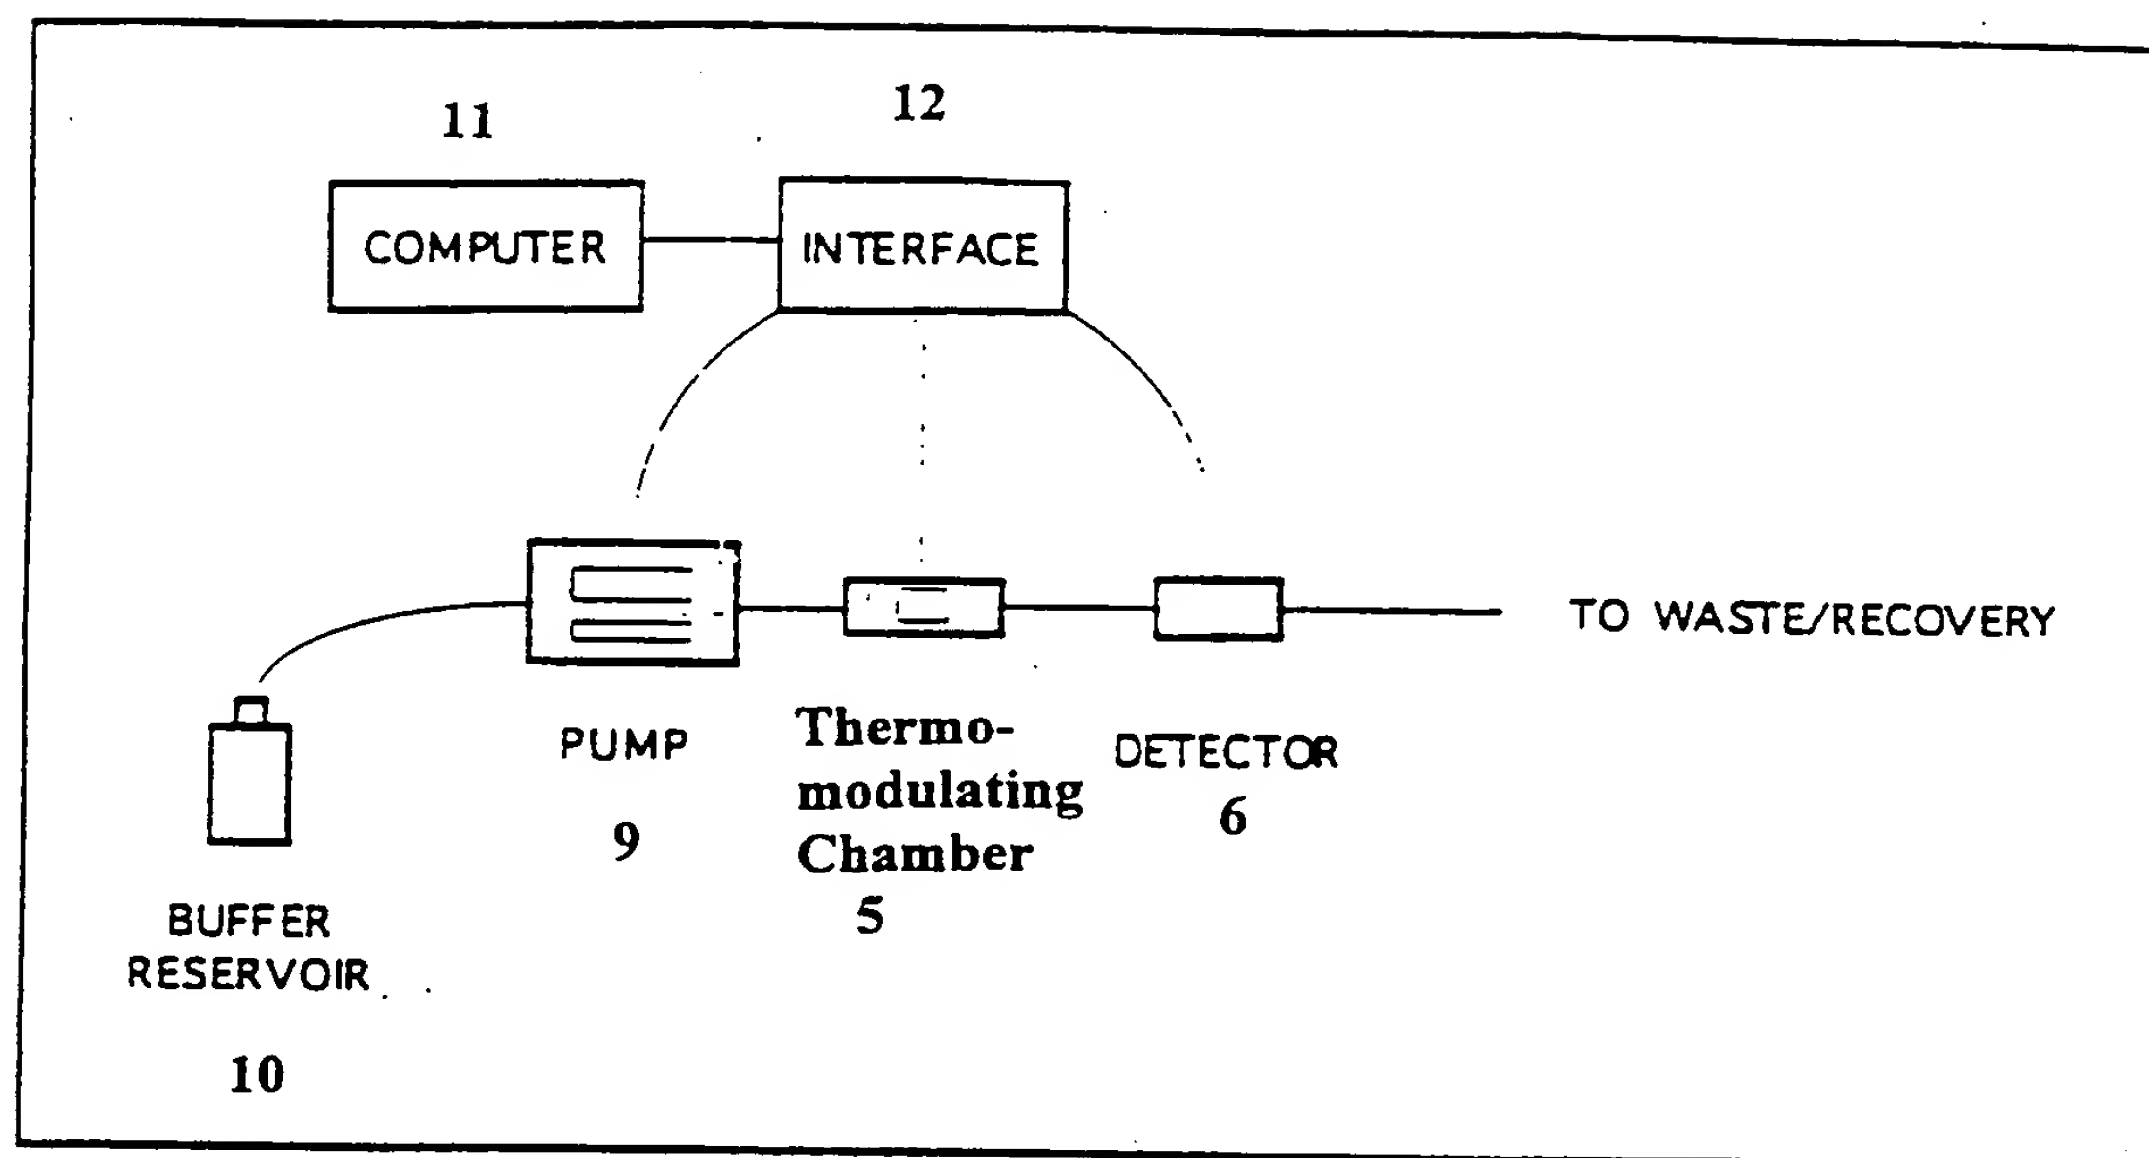 11
12
COMPUTER
INTERFACE
TO WASTE/RECOVERY
PUMP
9
Thermo-
modulating
Chamber
5
DETECTOR
6
BUFFER
RESERVOIR
10